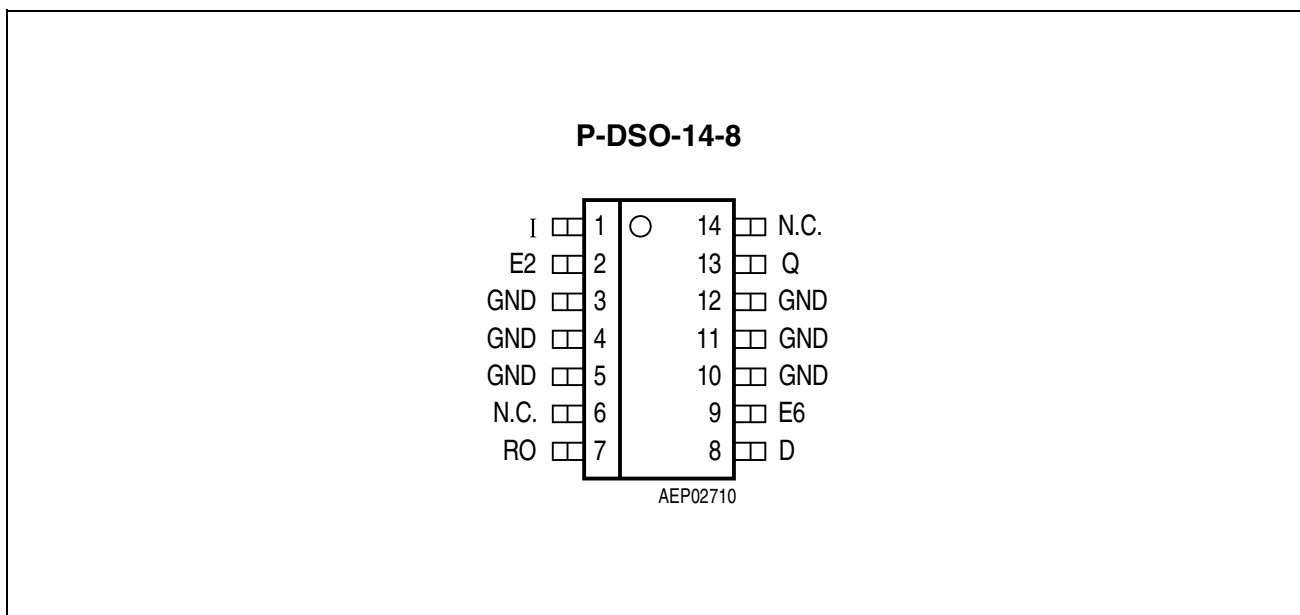 P-DSO-14-8
I 1 14 N.C.
E2 2 13 Q
GND 3 12 GND
GND 4 11 GND
GND 5 10 GND
N.C. 6 9 E6
RO 7 8 D
AEP02710